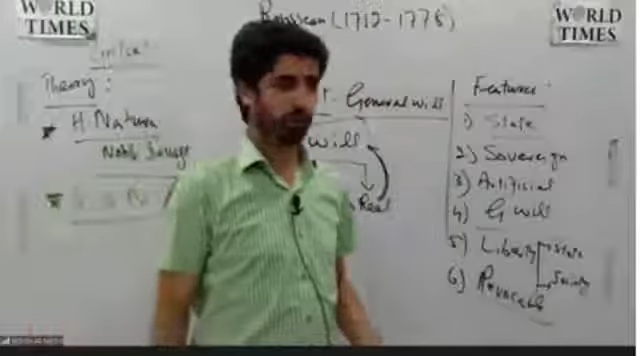 WORLD
TIMES
Rousseau (1712-1778)
WORLD
TIMES
Theory:
H. Nature
Noble Savage
General will
will
Real
Features:
1) State
2) Sovereign
3) Artificial
4) G will
5) Liberty
State
Society
6)